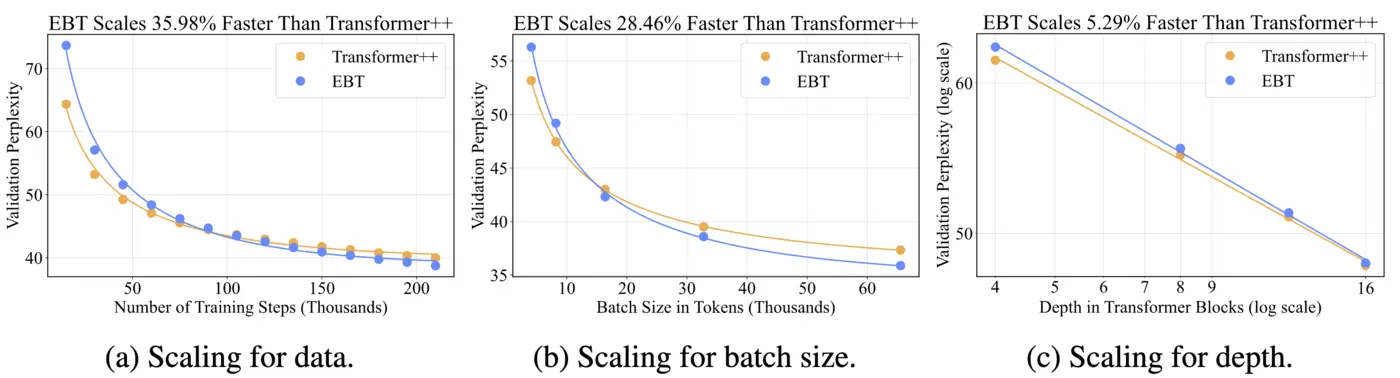 EBT Scales 35.98% Faster Than Transformer++
Transformer++
EBT
Validation Perplexity
70
60
50
40
50
100
150
200
Number of Training Steps (Thousands)
(a) Scaling for data.
EBT Scales 28.46% Faster Than Transformer++
Transformer++
EBT
Validation Perplexity
55
50
45
40
35
10
20
30
40
50
60
Batch Size in Tokens (Thousands)
(b) Scaling for batch size.
EBT Scales 5.29% Faster Than Transformer++
Transformer++
EBT
Validation Perplexity (log scale)
60
50
4
5
6
7
8
9
16
Depth in Transformer Blocks (log scale)
(c) Scaling for depth.